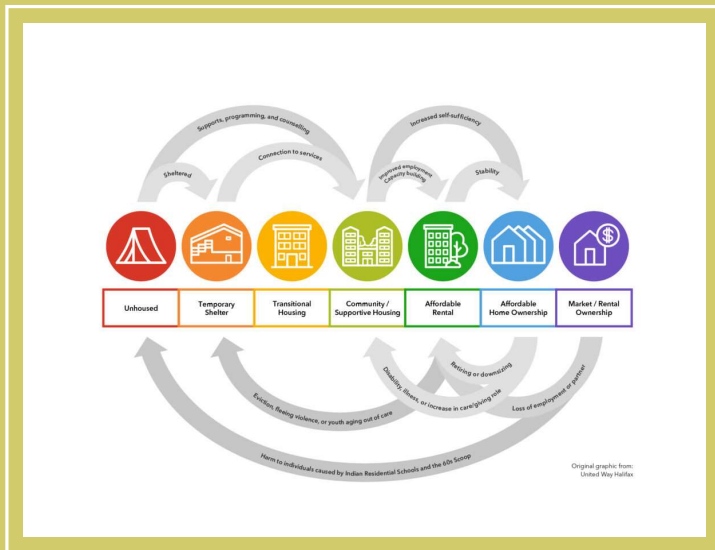 Supports, programming, and counselling
Increased self-sufficiency
Sheltered
Connection to services
Improved employment
Capacity building
Stability
$
Unhoused
Temporary
Shelter
Transitional
Housing
Community /
Supportive Housing
Affordable
Rental
Affordable
Home Ownership
Market / Rental
Ownership
Retiring or downsizing
Disability, illness, or increase in care/giving role
Loss of employment or partner
Eviction, fleeing violence, or youth aging out of care
Harm to individuals caused by Indian Residential Schools and the 60s Scoop
Original graphic from:
United Way Halifax